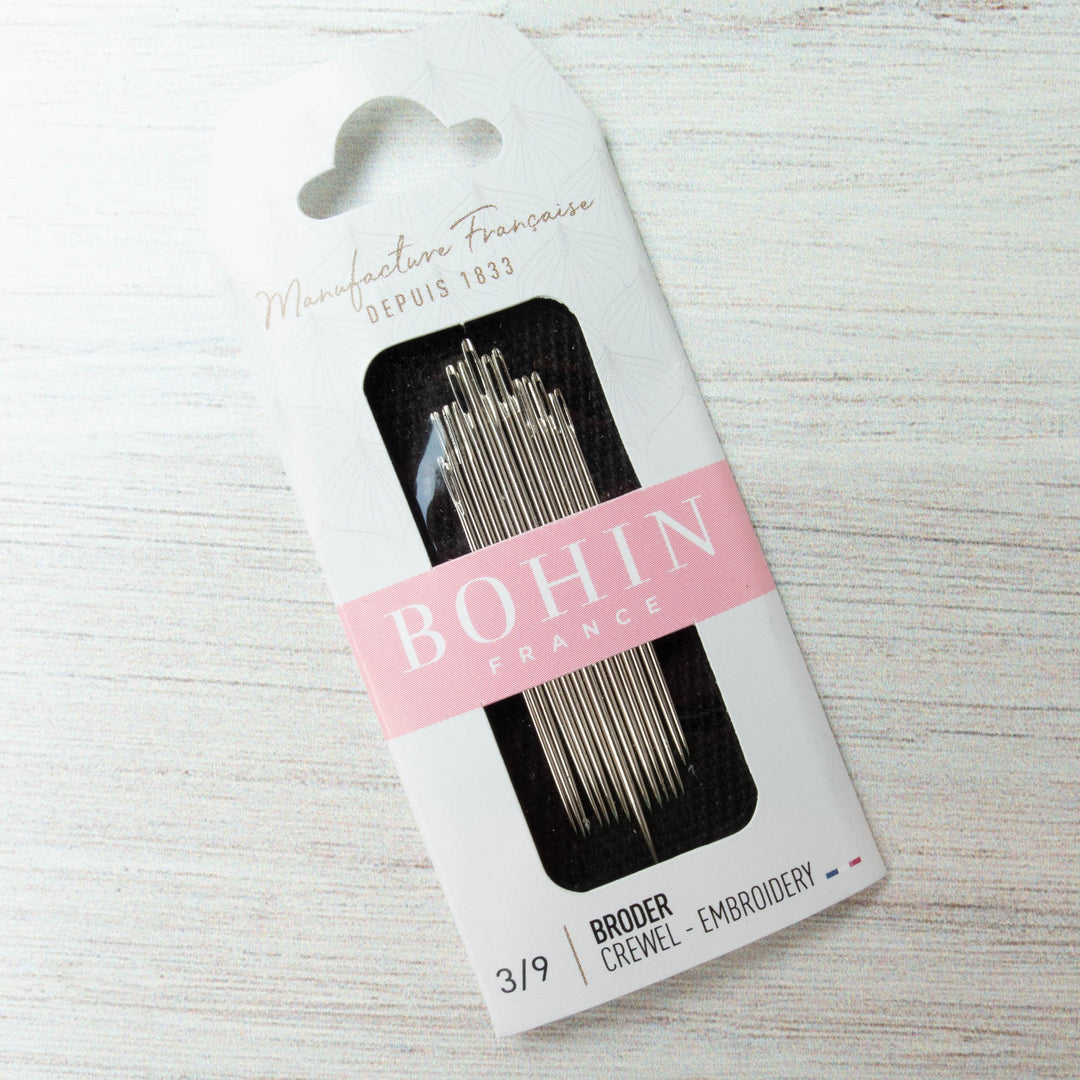 Manufacture Française
DEPUIS 1833
BOHIN
FRANCE
3/9
BRODER
CREWEL - EMBROIDERY